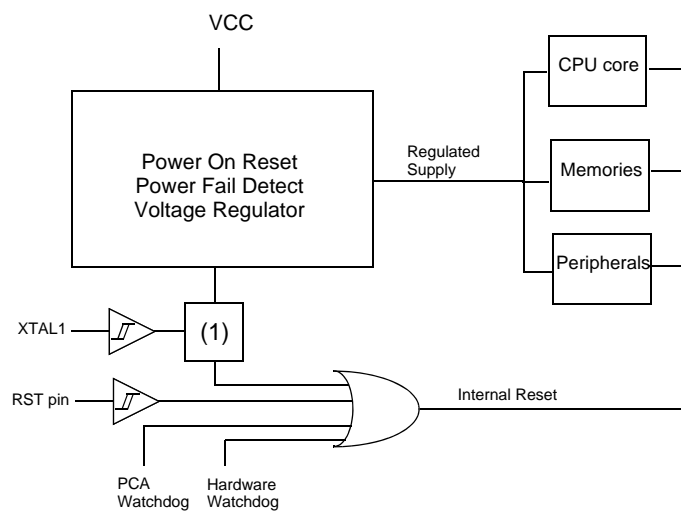 VCC
CPU core
Power On Reset
Power Fail Detect
Voltage Regulator
Regulated
Supply
Memories
Peripherals
XTAL1
(1)
RST pin
Internal Reset
PCA
Watchdog
Hardware
Watchdog